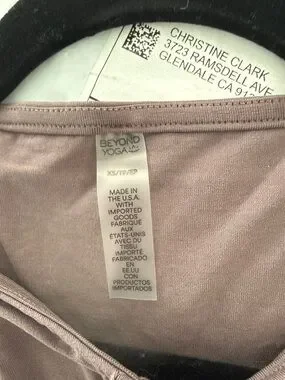 CHRISTINE CLARK
3723 RAMSDELL AVE
GLENDALE CA 912
BEYOND
YOGA
XS/TP/EP
MADE IN
THE U.S.A.
WITH
IMPORTED
GOODS
FABRIQUÉ
AUX
ÉTATS-UNIS
AVEC DU
TISSU
IMPORTÉ
FABRICADO
EN
EE.UU
CON
PRODUCTOS
IMPORTADOS